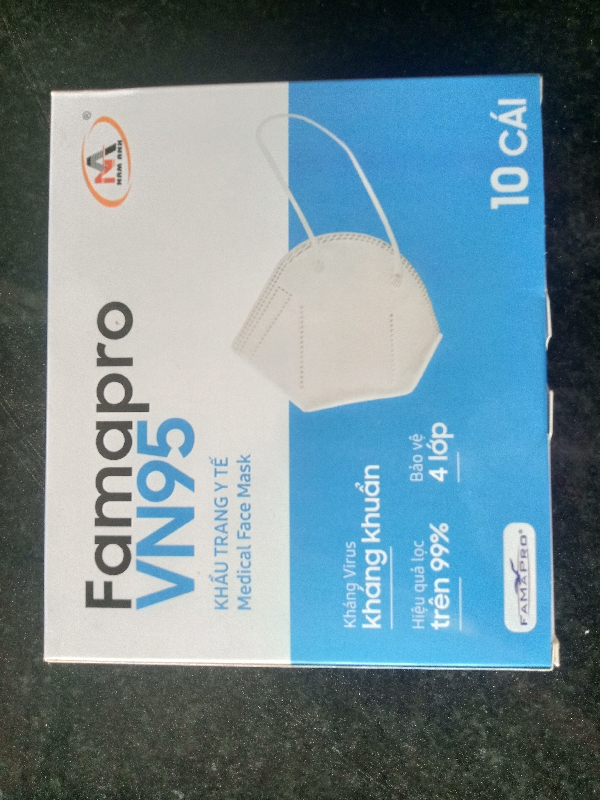 NAM ANH
®
Famapro
VN95
KHẨU TRANG Y TẾ
Medical Face Mask
Kháng Virus
kháng khuẩn
Hiệu quả lọc
trên 99%
Bảo vệ
4 lớp
FAMAPRO®
10 CÁI